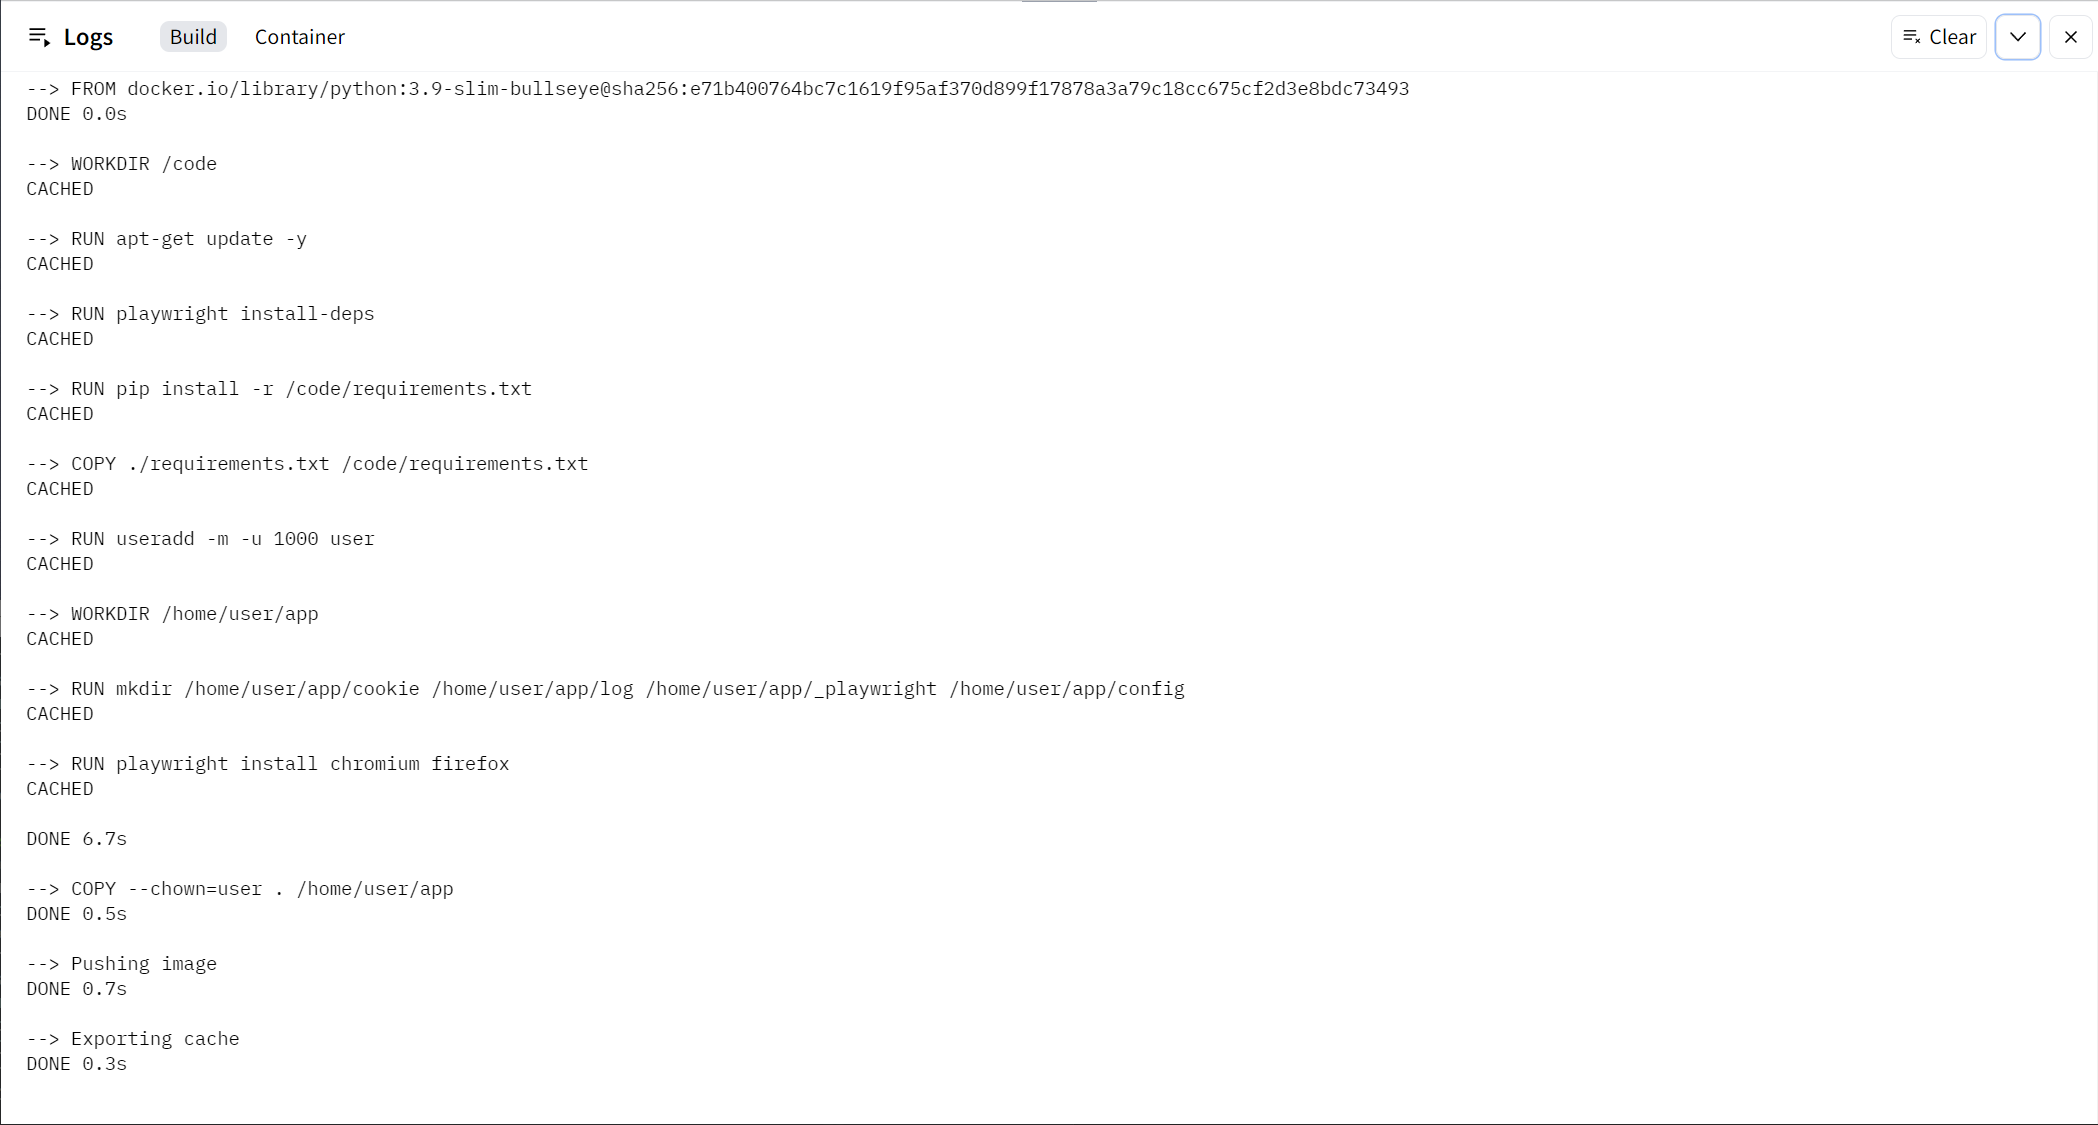 Logs Build Container Clear
--> FROM docker.io/library/python:3.9-slim-bullseye@sha256:e71b400764bc7c1619f95af370d899f17878a3a79c18cc675cf2d3e8bdc73493
DONE 0.0s
--> WORKDIR /code
CACHED
--> RUN apt-get update -y
CACHED
--> RUN playwright install-deps
CACHED
--> RUN pip install -r /code/requirements.txt
CACHED
--> COPY ./requirements.txt /code/requirements.txt
CACHED
--> RUN useradd -m -u 1000 user
CACHED
--> WORKDIR /home/user/app
CACHED
--> RUN mkdir /home/user/app/cookie /home/user/app/log /home/user/app/_playwright /home/user/app/config
CACHED
--> RUN playwright install chromium firefox
CACHED
DONE 6.7s
--> COPY --chown=user . /home/user/app
DONE 0.5s
--> Pushing image
DONE 0.7s
--> Exporting cache
DONE 0.3s